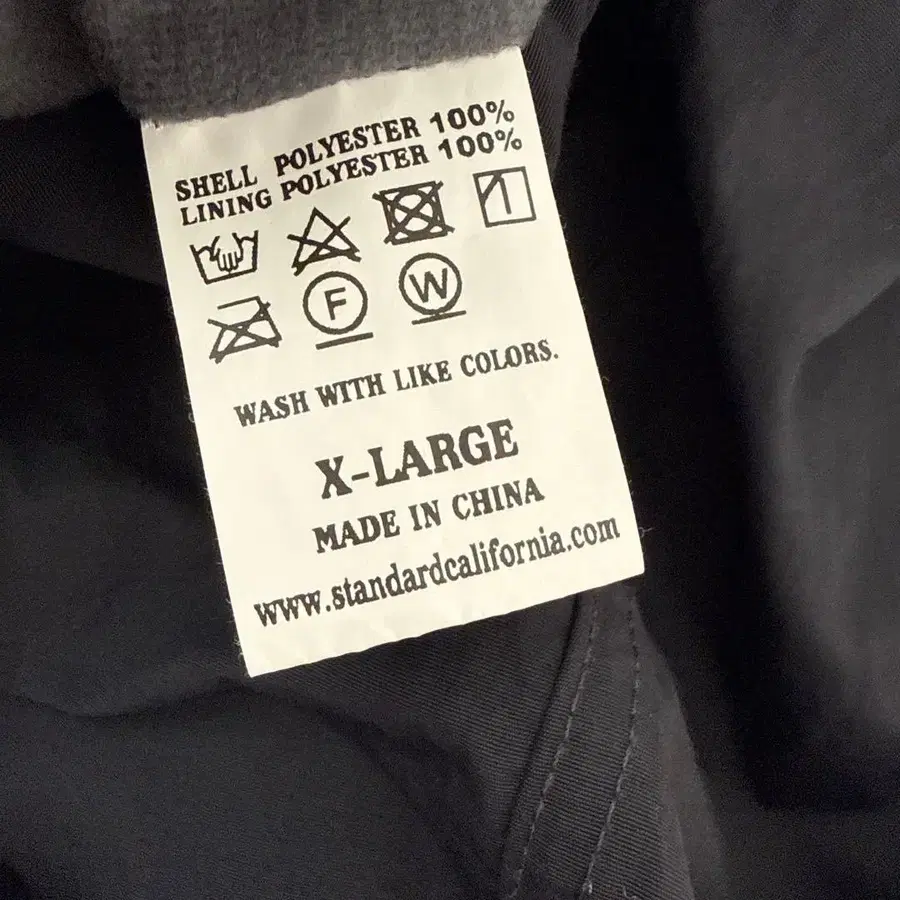 SHELL POLYESTER 100%
LINING POLYESTER 100%
F W
WASH WITH LIKE COLORS.
X-LARGE
MADE IN CHINA
www.standardcalifornia.com